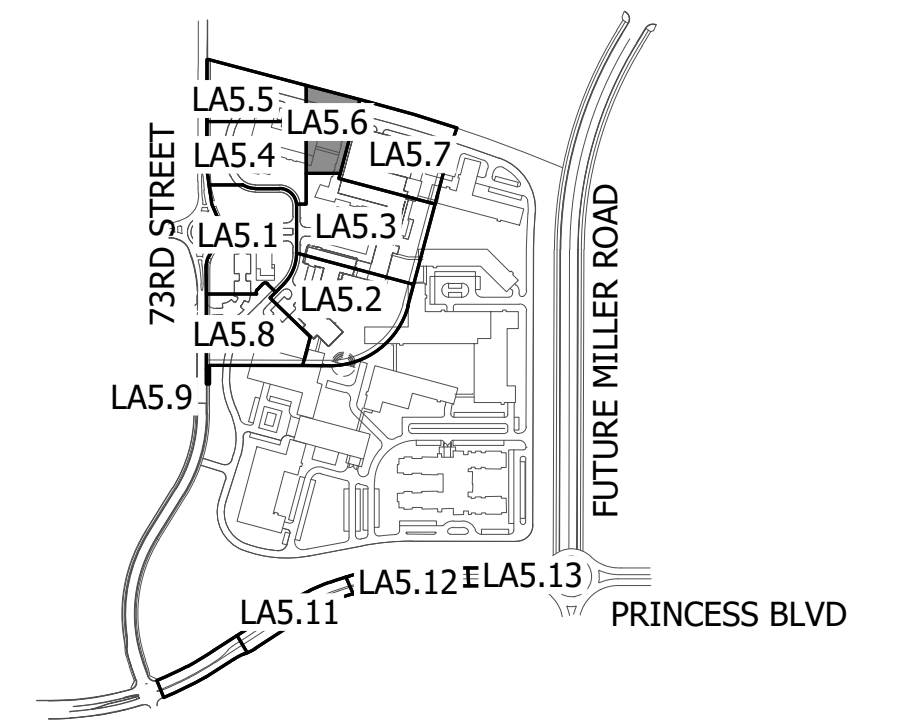 LA5.5
LA5.6
LA5.4
LA5.7
73RD STREET
LA5.1
LA5.3
LA5.2
LA5.8
LA5.9
FUTURE MILLER ROAD
LA5.12
LA5.13
LA5.11
PRINCESS BLVD